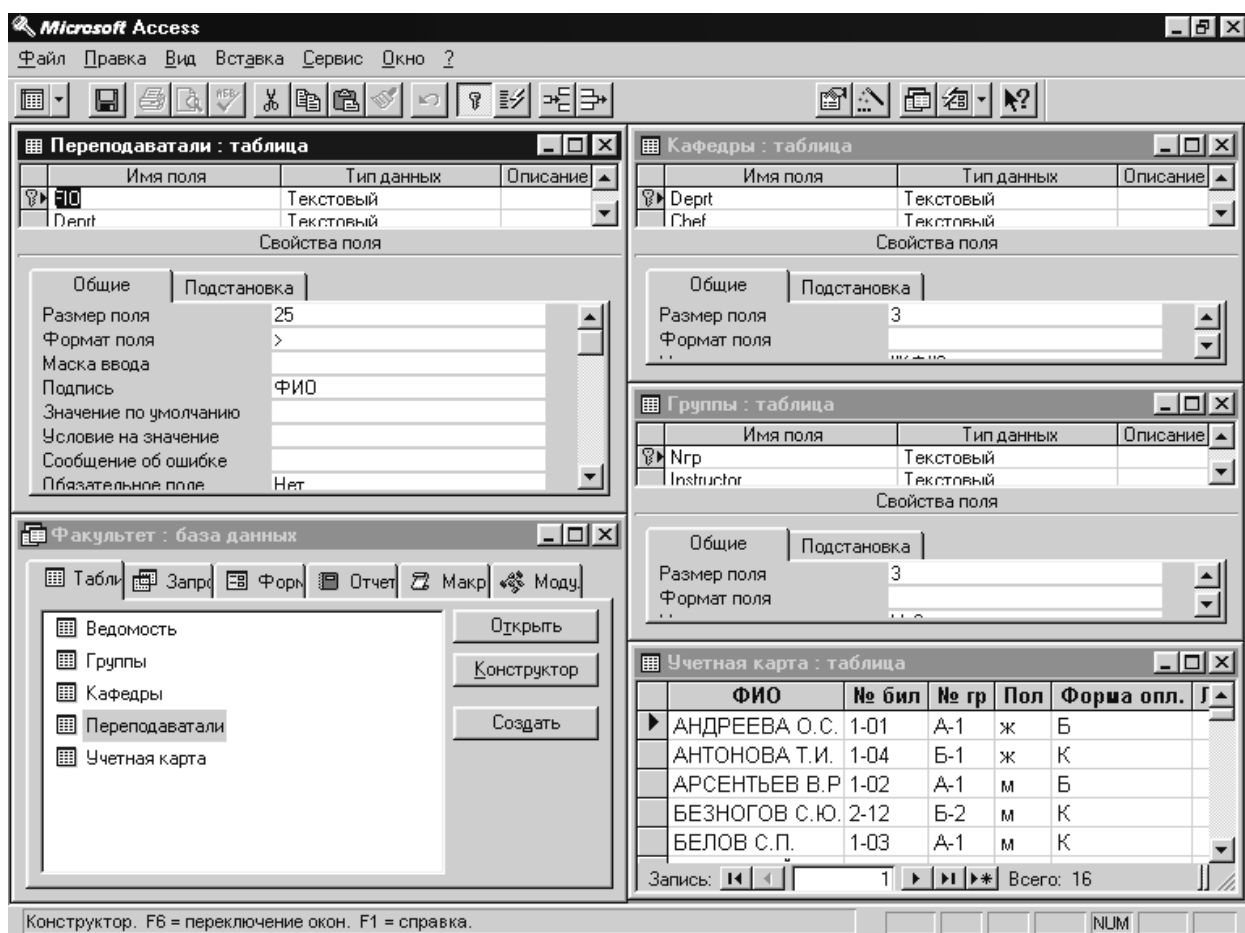 Microsoft Access
Файл Правка Вид Вставка Сервис Окно ?
Переподаватали : таблица
Имя поля Тип данных Описание
FIO Текстовый
Deprt Текстовый
Свойства поля
Общие Подстановка
Размер поля 25
Формат поля >
Маска ввода
Подпись ФИО
Значение по умолчанию
Условие на значение
Сообщение об ошибке
Обязательное поле Нет
Кафедры : таблица
Имя поля Тип данных Описание
Deprt Текстовый
Chef Текстовый
Свойства поля
Общие Подстановка
Размер поля 3
Формат поля
Группы : таблица
Имя поля Тип данных Описание
Nгр Текстовый
Instructor Текстовый
Свойства поля
Общие Подстановка
Размер поля 3
Формат поля
Факультет : база данных
Табли Запро Форм Отчет Макр Моду.
Ведомость
Группы
Кафедры
Переподаватали
Учетная карта
Открыть
Конструктор
Создать
Учетная карта : таблица
ФИО № бил № гр Пол Форма опл.
АНДРЕЕВА О.С. 1-01 А-1 ж Б
АНТОНОВА Т.И. 1-04 Б-1 ж К
АРСЕНТЬЕВ В.Р 1-02 А-1 м Б
БЕЗНОГОВ С.Ю. 2-12 Б-2 м К
БЕЛОВ С.П. 1-03 А-1 м К
Запись: 1 Всего: 16
Конструктор. F6 = переключение окон. F1 = справка. NUM